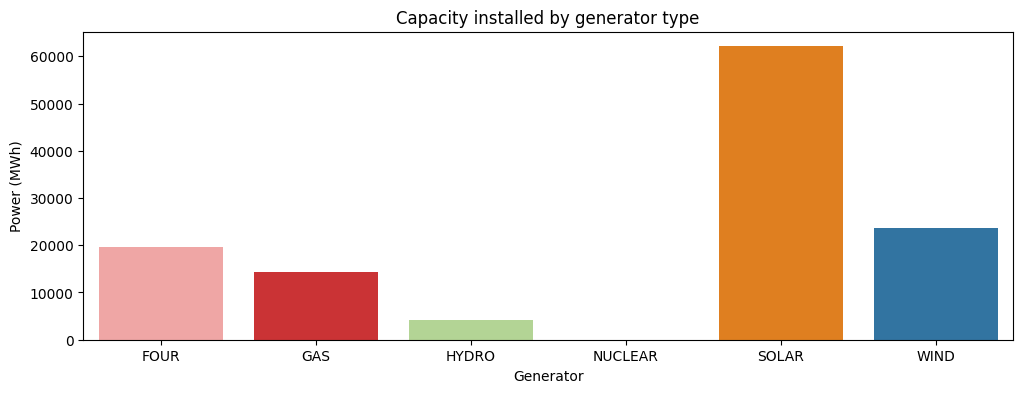 Capacity installed by generator type
Power (MWh)
60000
50000
40000
30000
20000
10000
0
FOUR GAS HYDRO NUCLEAR SOLAR WIND
Generator